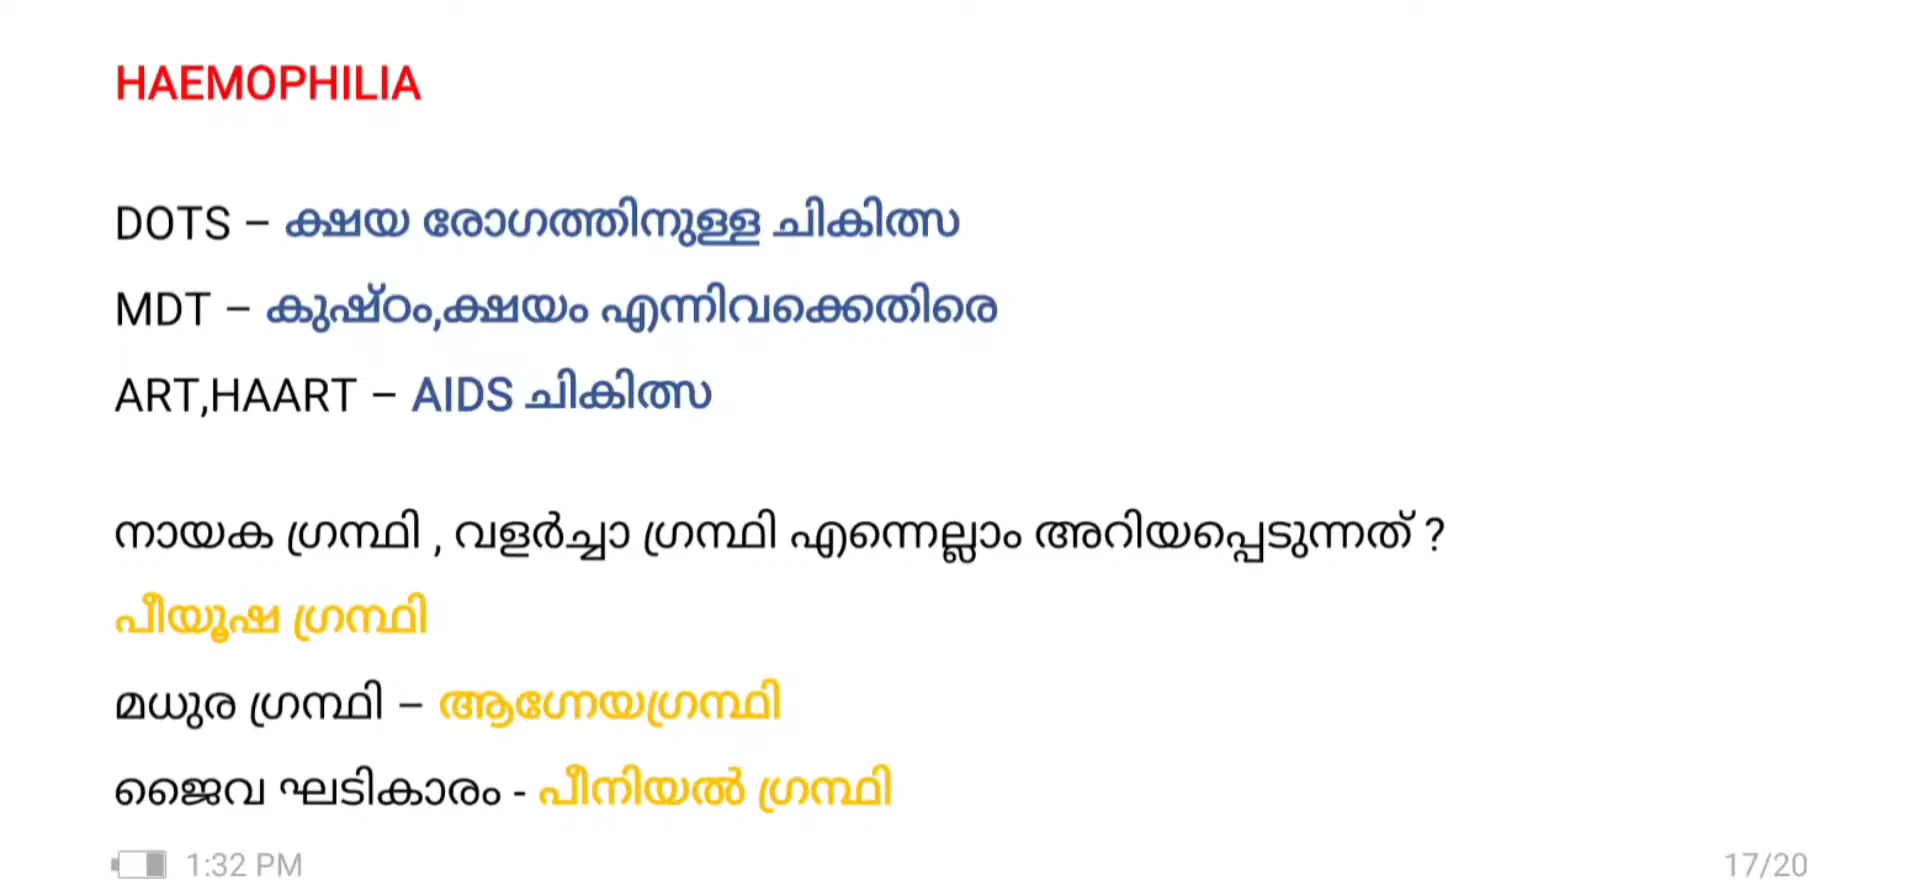 HAEMOPHILIA
DOTS – ക്ഷയ രോഗത്തിനുള്ള ചികിത്സ
MDT – കുഷ്ഠം,ക്ഷയം എന്നിവക്കെതിരെ
ART,HAART – AIDS ചികിത്സ
നായക ഗ്രന്ഥി , വളർച്ചാ ഗ്രന്ഥി എന്നെല്ലാം അറിയപ്പെടുന്നത് ?
പീയൂഷ ഗ്രന്ഥി
മധുര ഗ്രന്ഥി – ആഗ്നേയഗ്രന്ഥി
ജൈവ ഘടികാരം - പീനിയൽ ഗ്രന്ഥി
1:32 PM 17/20